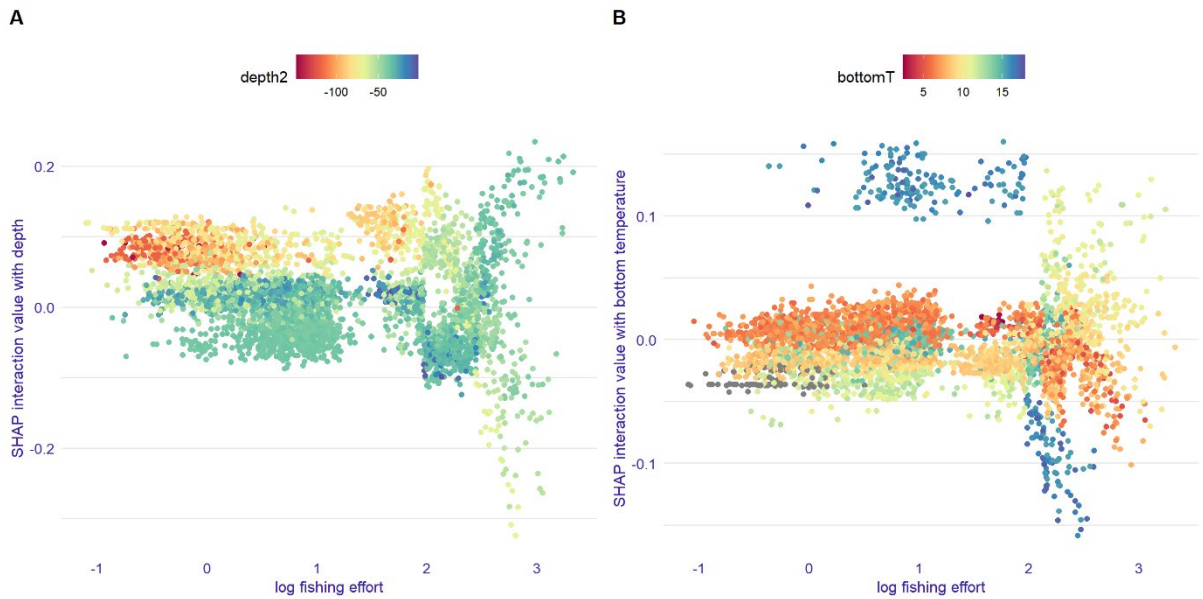 A
depth2
-100 -50
SHAP interaction value with depth
0.2
0.0
-0.2
-1 0 1 2 3
log fishing effort
B
bottomT
5 10 15
SHAP interaction value with bottom temperature
0.1
0.0
-0.1
-1 0 1 2 3
log fishing effort